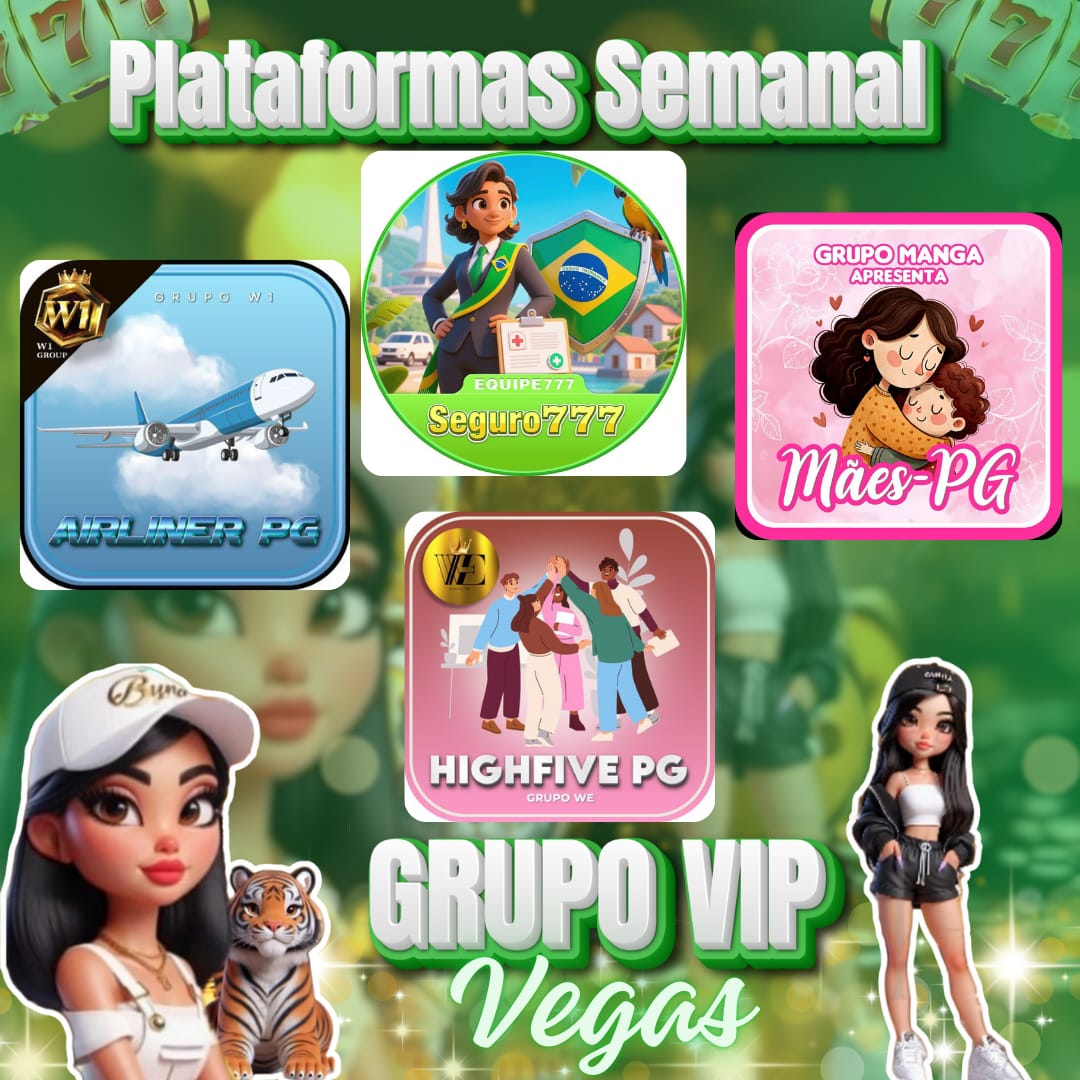 Plataformas Semanal
W1
W1
GROUP
GRUPO W1
AIRLINER PG
EQUIPE777
Seguro777
GRUPO MANGA
APRESENTA
Mães-PG
WE
HIGHFIVE PG
GRUPO WE
Bruna
GRUPO VIP
Vegas